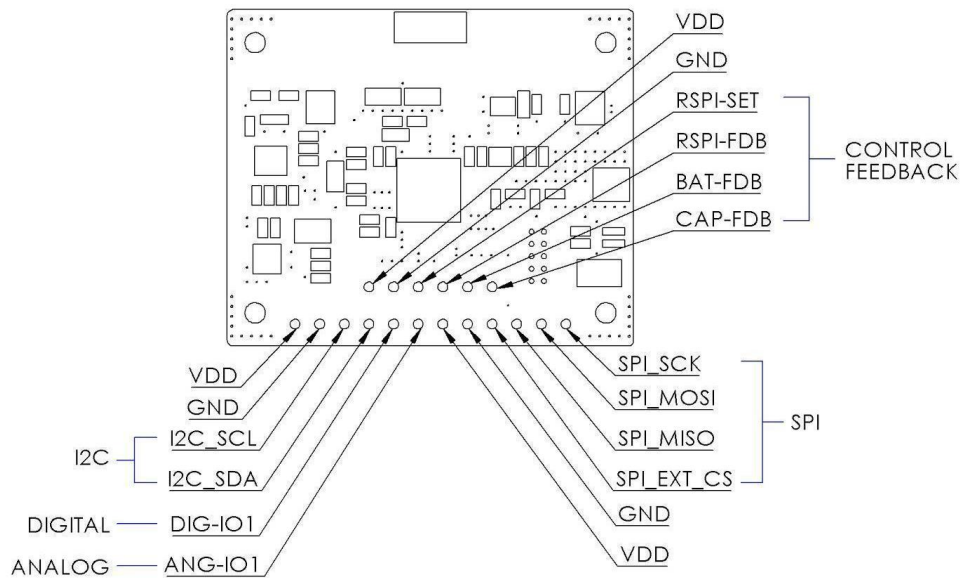 VDD
GND
RSPI-SET
RSPI-FDB
BAT-FDB
CAP-FDB
CONTROL
FEEDBACK
VDD
GND
I2C_SCL
I2C
I2C_SDA
DIGITAL
DIG-IO1
ANALOG
ANG-IO1
SPI_SCK
SPI_MOSI
SPI
SPI_MISO
SPI_EXT_CS
GND
VDD